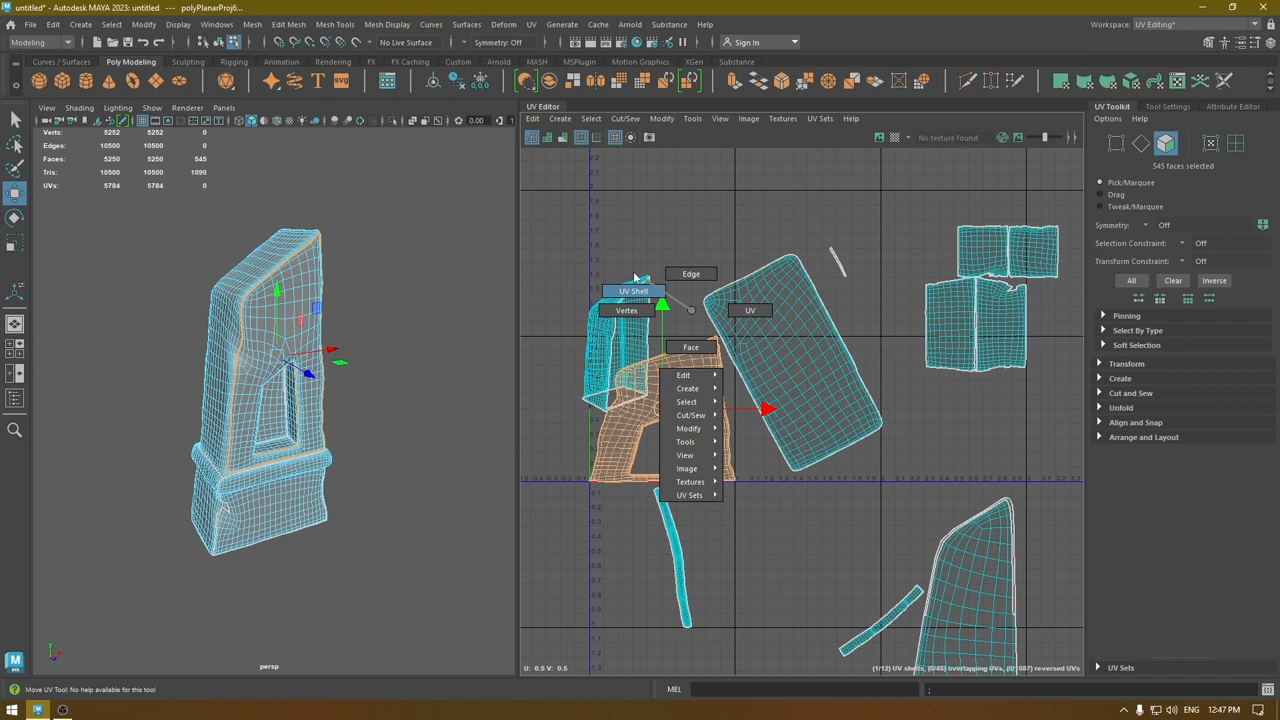 untitled* - Autodesk MAYA 2023: untitled --- polyPlanarProj6...
File Edit Create Select Modify Display Windows Mesh Edit Mesh Mesh Tools Mesh Display Curves Surfaces Deform UV Generate Cache Arnold Substance Help
Workspace: UV Editing*
Modeling No Live Surface Symmetry: Off Sign In
Curves / Surfaces Poly Modeling Sculpting Rigging Animation Rendering FX FX Caching Custom Arnold MASH MSPlugin Motion Graphics XGen Substance
View Shading Lighting Show Renderer Panels
0.00
Verts: 5252 5252 0
Edges: 10500 10500 0
Faces: 5250 5250 545
Tris: 10500 10500 1090
UVs: 5784 5784 0
persp
UV Editor
Edit Create Select Cut/Sew Modify Tools View Image Textures UV Sets Help
No texture found
Edge
UV Shell
Vertex
UV
Face
Edit
Create
Select
Cut/Sew
Modify
Tools
View
Image
Textures
UV Sets
U: 0.5 V: 0.5
UV Toolkit Tool Settings Attribute Editor
Options Help
545 faces selected
Pick/Marquee
Drag
Tweak/Marquee
Symmetry: Off
Selection Constraint: Off
Transform Constraint: Off
All Clear Inverse
Pinning
Select By Type
Soft Selection
Transform
Create
Cut and Sew
Unfold
Align and Snap
Arrange and Layout
UV Sets
Move UV Tool: No help available for this tool
MEL ;
ENG 12:47 PM